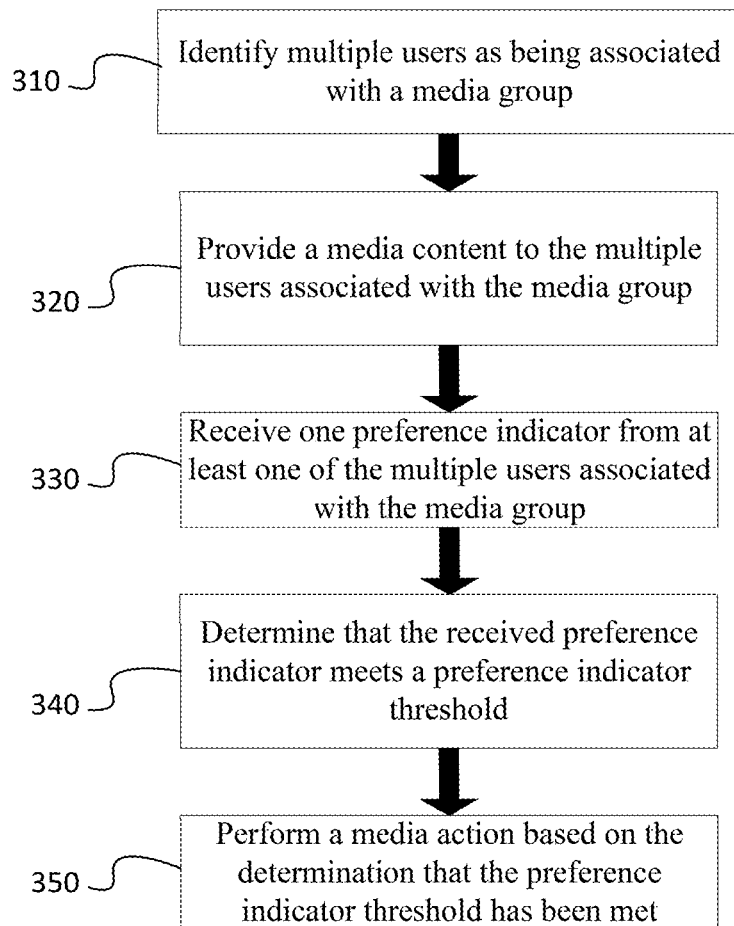 310
Identify multiple users as being associated
with a media group
320
Provide a media content to the multiple
users associated with the media group
330
Receive one preference indicator from at
least one of the multiple users associated
with the media group
340
Determine that the received preference
indicator meets a preference indicator
threshold
350
Perform a media action based on the
determination that the preference
indicator threshold has been met